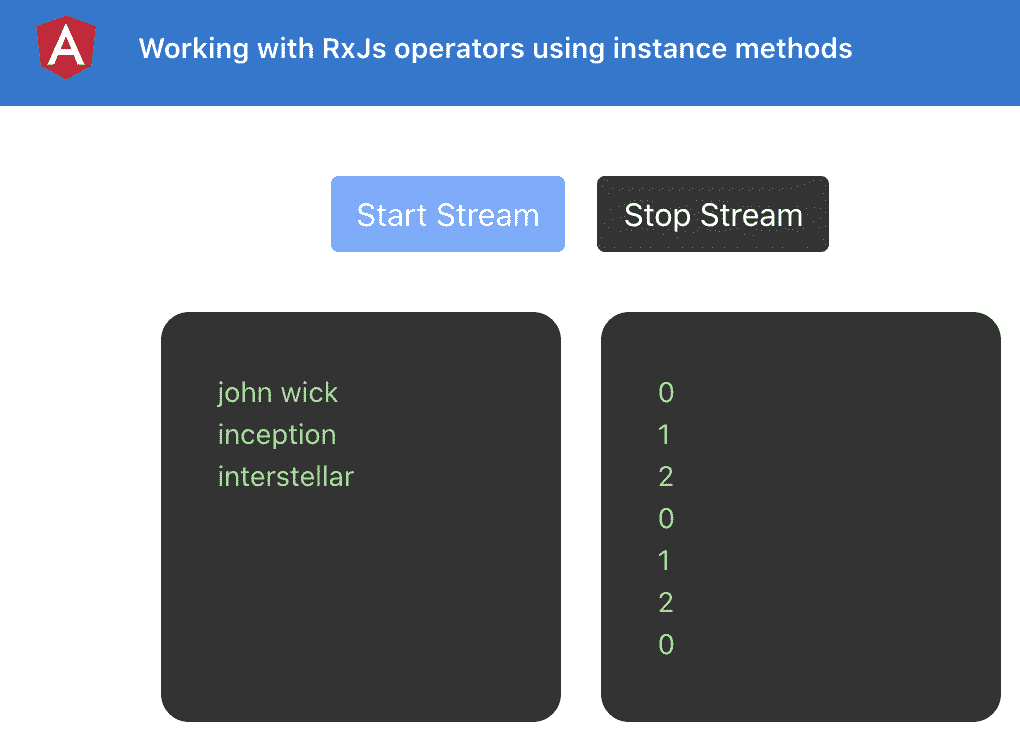 Working with RxJs operators using instance methods
Start Stream
Stop Stream
john wick
inception
interstellar
0
1
2
0
1
2
0